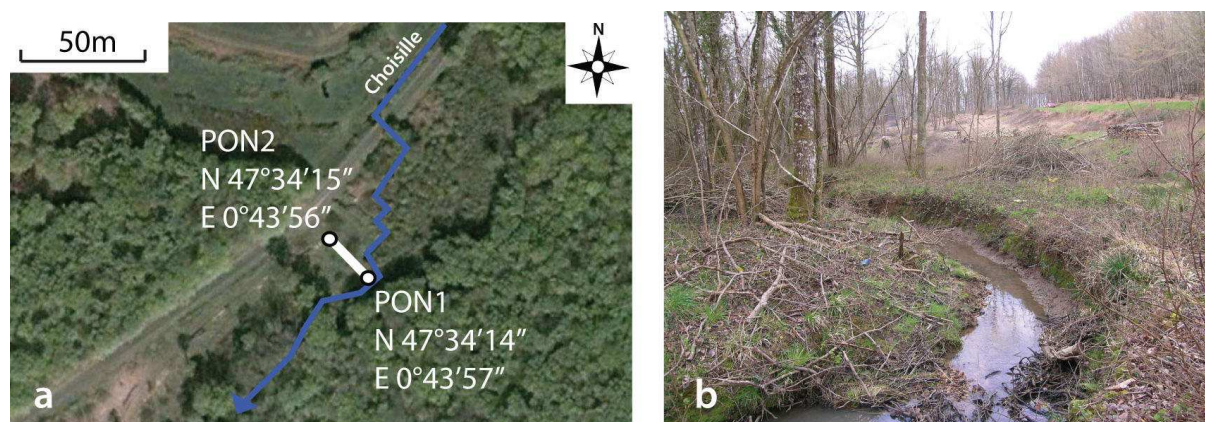 50m
N
Choisille
PON2
N 47°34’15”
E 0°43’56”
PON1
N 47°34’14”
E 0°43’57”
a
b